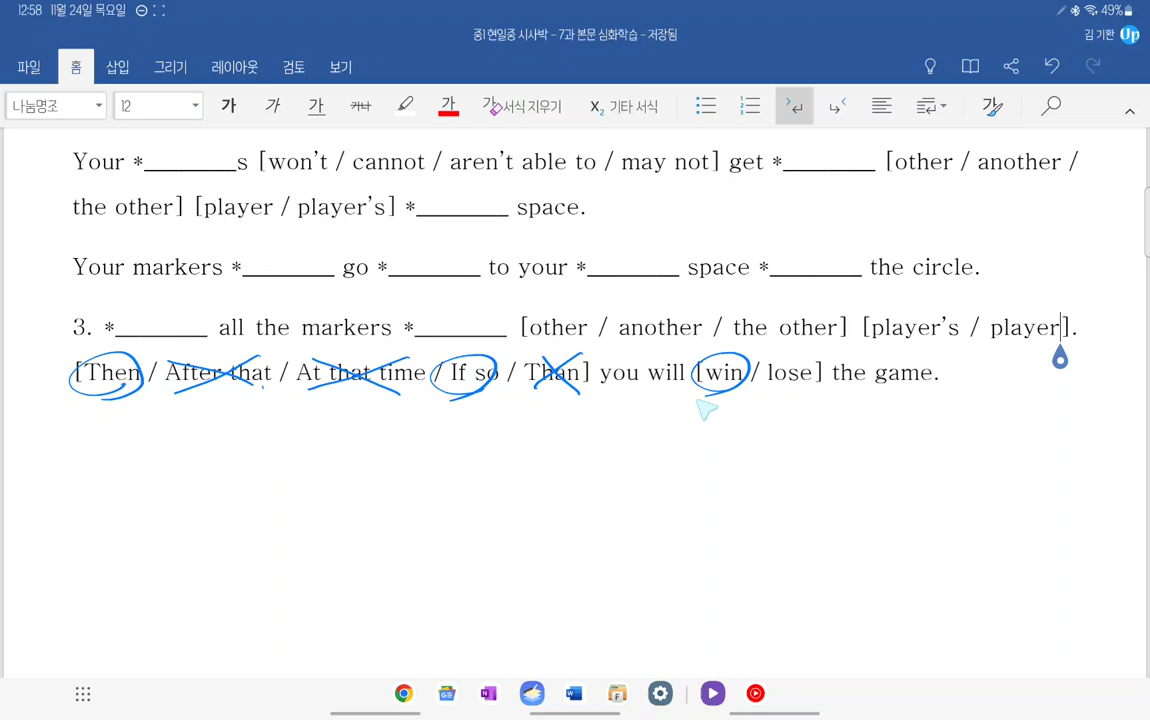 12:58 11월 24일 목요일 49%
중1 현일중 시사박 - 7과 본문 심화학습 - 저장됨
김 기환 Up
파일 홈 삽입 그리기 레이아웃 검토 보기
나눔명조 12 가 가 가 가나 가 가 서식 지우기 X₂ 기타 서식 가
Your *________s [won't / cannot / aren't able to / may not] get *________ [other / another /
the other] [player / player's] *________ space.
Your markers *________ go *________ to your *________ space *________ the circle.
3. *________ all the markers *________ [other / another / the other] [player's / player].
[Then / After that / At that time / If so / Than] you will [win / lose] the game.